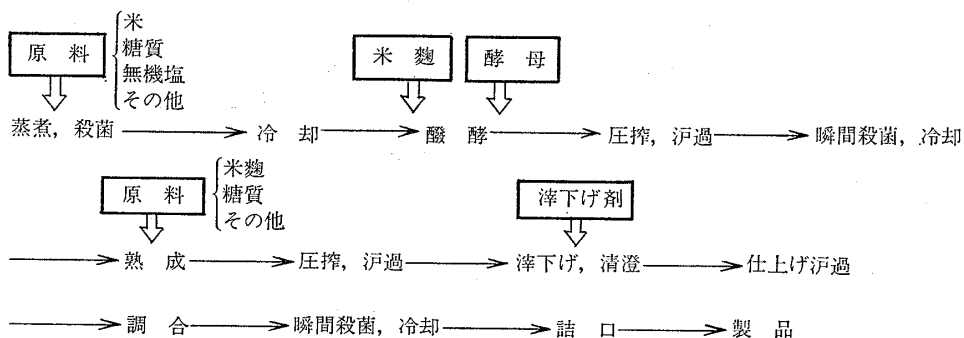 原料 米
糖質
無機塩
その他
米麴 酵母
蒸煮，殺菌 冷却 醱酵 圧搾，沪過 瞬間殺菌，冷却
原料 米麴
糖質
その他
滓下げ剤
熟成 圧搾，沪過 滓下げ，清澄 仕上げ沪過
調合 瞬間殺菌，冷却 詰口 製品